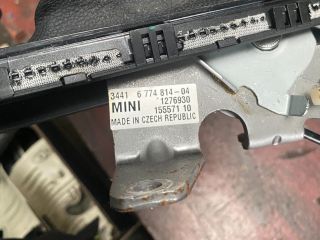 3441 6 774 814-04
MINI 1276930
155571 10
MADE IN CZECH REPUBLIC